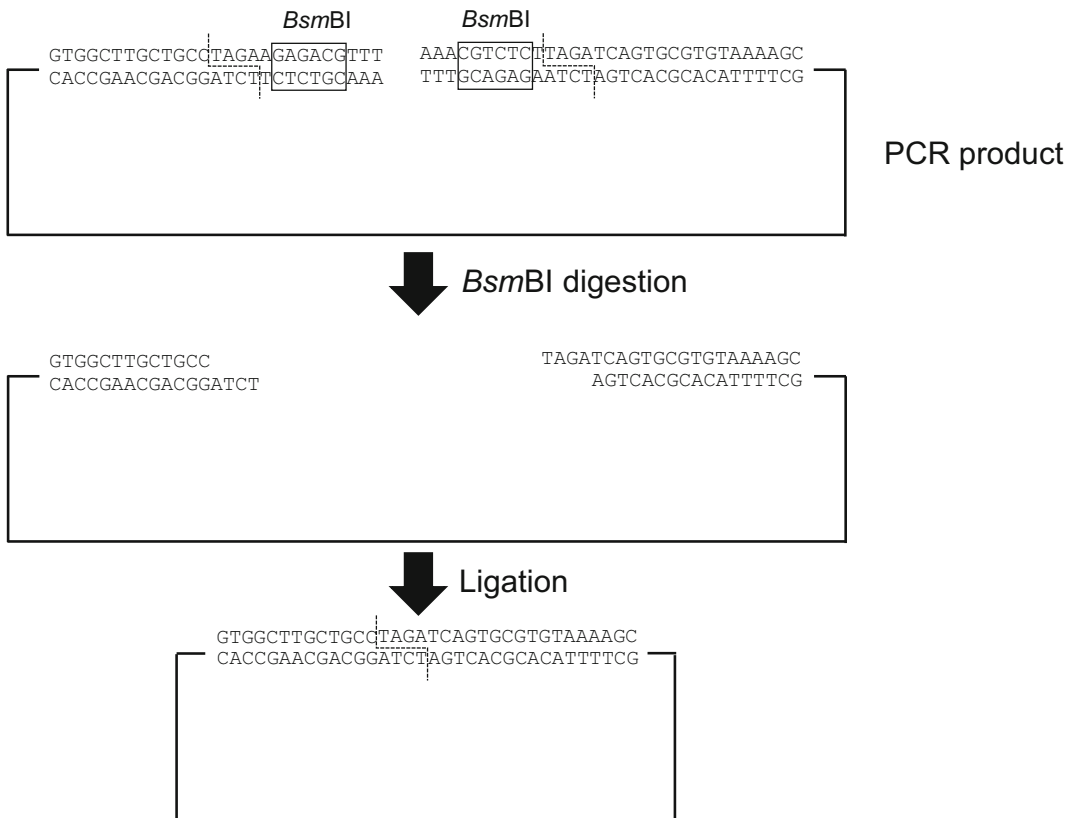 BsmBI BsmBI
GTGGCTTGCTGCCTAGAAGAGACGTTT AAACGTCTCTTAGATCAGTGCGTGTAAAAGC
CACCGAACGACGGATCTTCTCTGCAAA TTTGCAGAGAATCTAGTCACGCACATTTTCG
PCR product
BsmBI digestion
GTGGCTTGCTGCC TAGATCAGTGCGTGTAAAAGC
CACCGAACGACGGATCT AGTCACGCACATTTTCG
Ligation
GTGGCTTGCTGCCTAGATCAGTGCGTGTAAAAGC
CACCGAACGACGGATCTAGTCACGCACATTTTCG